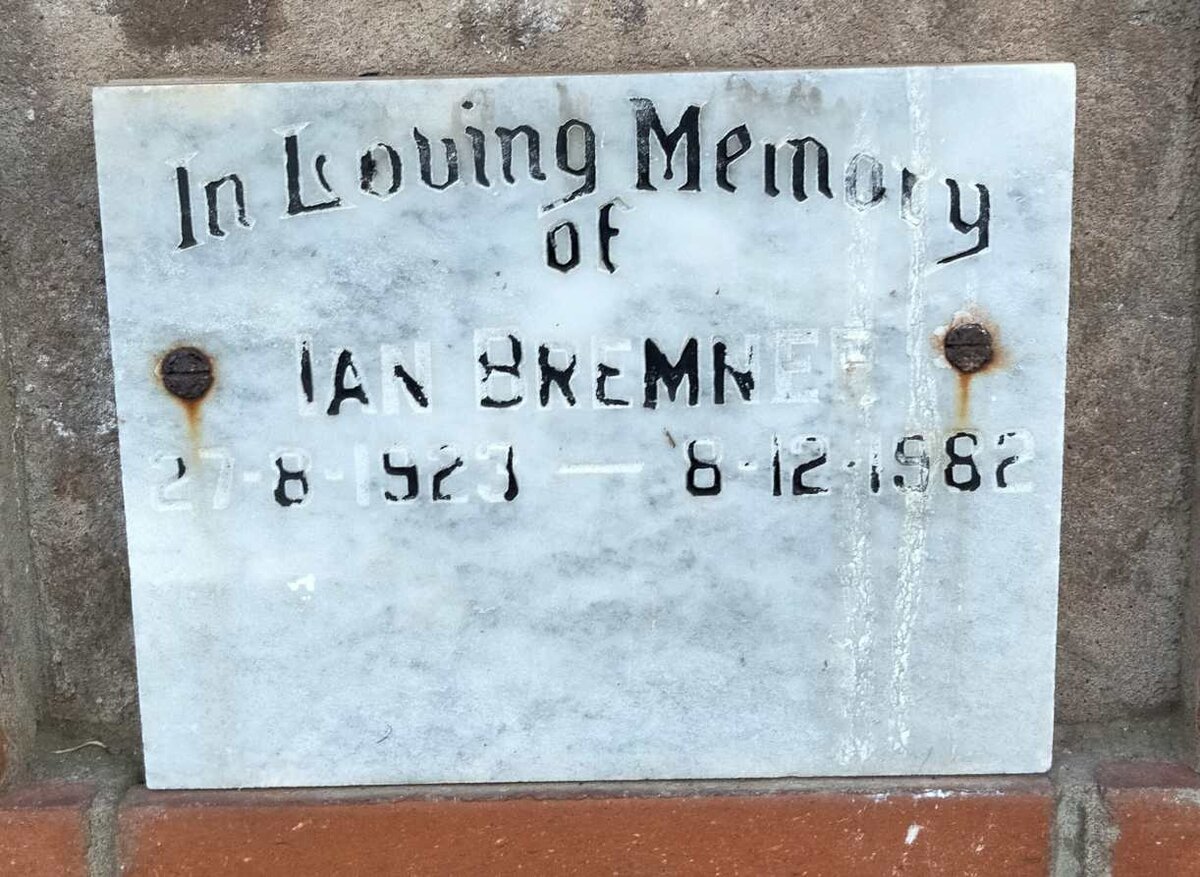 In Loving Memory
of
IAN BREMNER
27-8-1923 — 8-12-1982